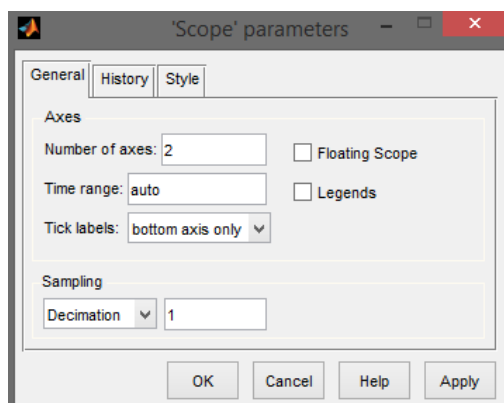 'Scope' parameters
General History Style
Axes
Number of axes: 2
Floating Scope
Time range: auto
Legends
Tick labels: bottom axis only
Sampling
Decimation 1
OK Cancel Help Apply